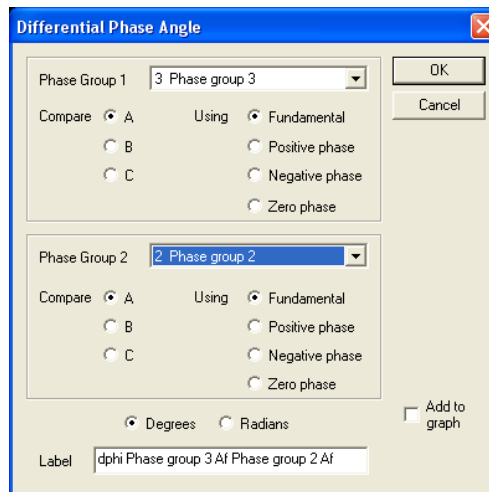 Differential Phase Angle
Phase Group 1 3 Phase group 3
OK
Cancel
Compare A Using Fundamental
B Positive phase
C Negative phase
Zero phase
Phase Group 2 2 Phase group 2
Compare A Using Fundamental
B Positive phase
C Negative phase
Zero phase
Degrees Radians
Add to
graph
Label dphi Phase group 3 Af Phase group 2 Af